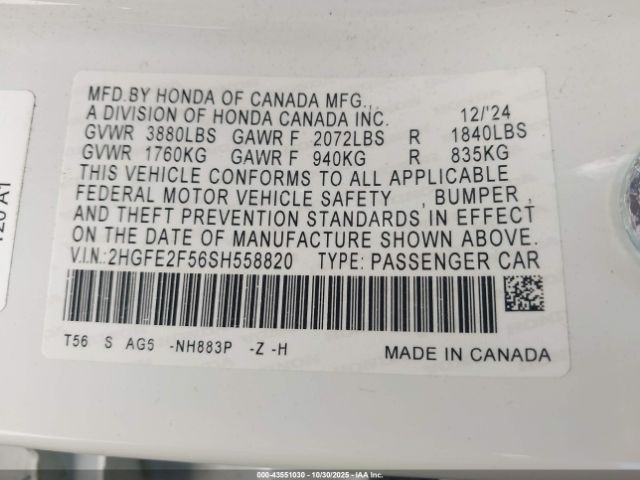 MFD.BY HONDA OF CANADA MFG.,
A DIVISION OF HONDA CANADA INC. 12/'24
GVWR 3880LBS GAWR F 2072LBS R 1840LBS
GVWR 1760KG GAWR F 940KG R 835KG
THIS VEHICLE CONFORMS TO ALL APPLICABLE
FEDERAL MOTOR VEHICLE SAFETY , BUMPER ,
AND THEFT PREVENTION STANDARDS IN EFFECT
ON THE DATE OF MANUFACTURE SHOWN ABOVE.
V.I.N.:2HGFE2F56SH558820 TYPE: PASSENGER CAR
T56 S AG5 -NH883P -Z -H
MADE IN CANADA
000-43551030 - 10/30/2025 - IAA Inc.